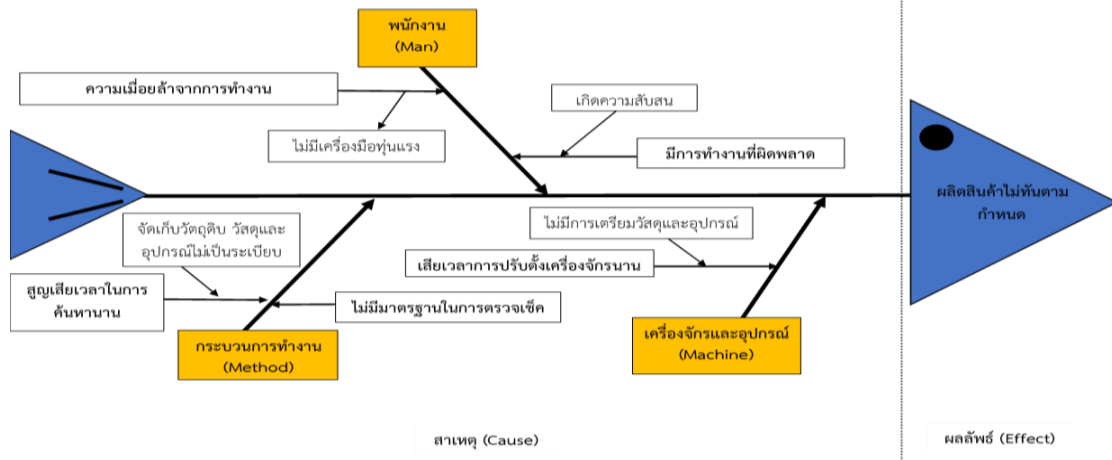 พนักงาน
(Man)
ความเมื่อยล้าจากการทำงาน
เกิดความสับสน
ไม่มีเครื่องมือทุ่นแรง
มีการทำงานที่ผิดพลาด
ผลิตสินค้าไม่ทันตาม
กำหนด
จัดเก็บวัตถุดิบ วัสดุและ
อุปกรณ์ไม่เป็นระเบียบ
ไม่มีการเตรียมวัสดุและอุปกรณ์
เสียเวลาการปรับตั้งเครื่องจักรนาน
สูญเสียเวลาในการ
ค้นหานาน
ไม่มีมาตรฐานในการตรวจเช็ค
กระบวนการทำงาน
(Method)
เครื่องจักรและอุปกรณ์
(Machine)
สาเหตุ (Cause)
ผลลัพธ์ (Effect)